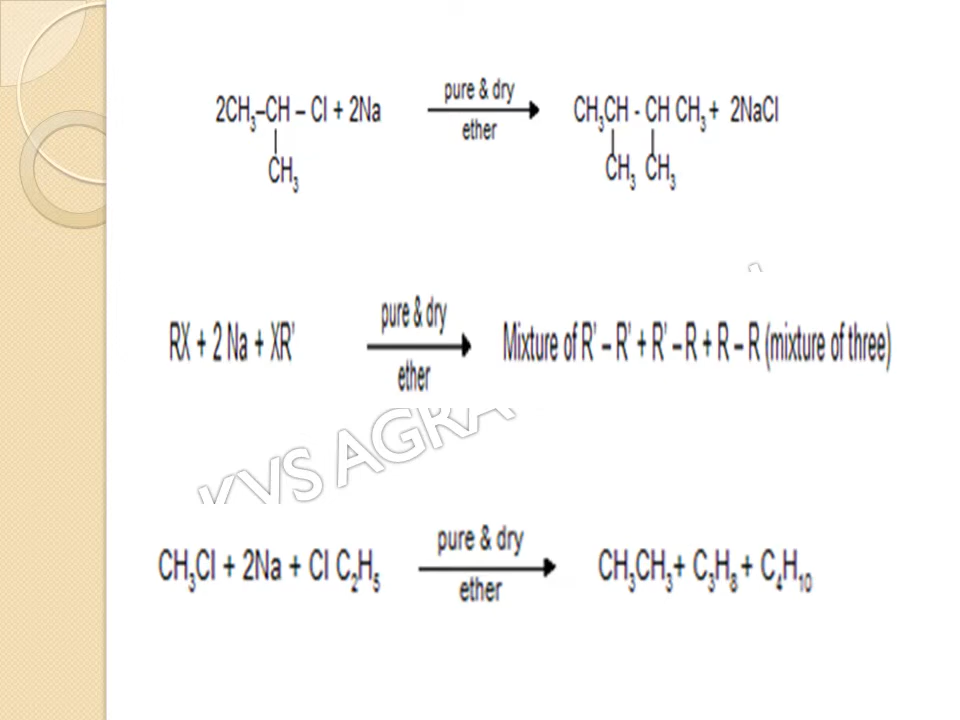 pure & dry
2CH₃–CH – Cl + 2Na ether CH₃CH - CH CH₃ + 2NaCl
CH₃ CH₃ CH₃
pure & dry
RX + 2 Na + XR’ ether Mixture of R’ – R’ + R’ –R + R – R (mixture of three)
KVS AGRA
pure & dry
CH₃Cl + 2Na + Cl C₂H₅ ether CH₃CH₃+ C₃H₈ + C₄H₁₀